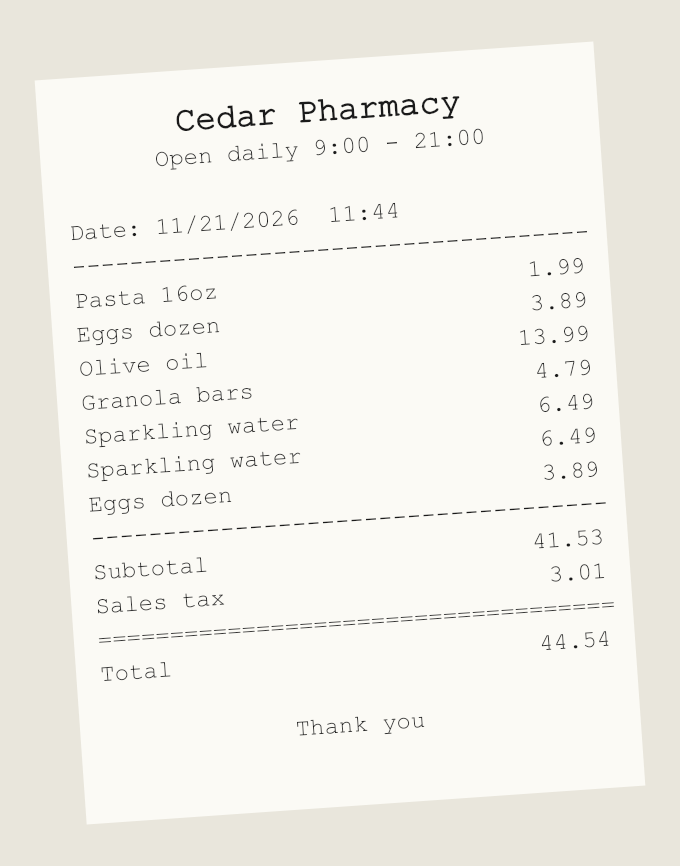 Cedar Pharmacy
Open daily 9:00 - 21:00
Date: 11/21/2026  11:44
------------------------------------
Pasta 16oz 1.99
Eggs dozen 3.89
Olive oil 13.99
Granola bars 4.79
Sparkling water 6.49
Sparkling water 6.49
Eggs dozen 3.89
------------------------------------
Subtotal 41.53
Sales tax 3.01
====================================
Total 44.54
Thank you